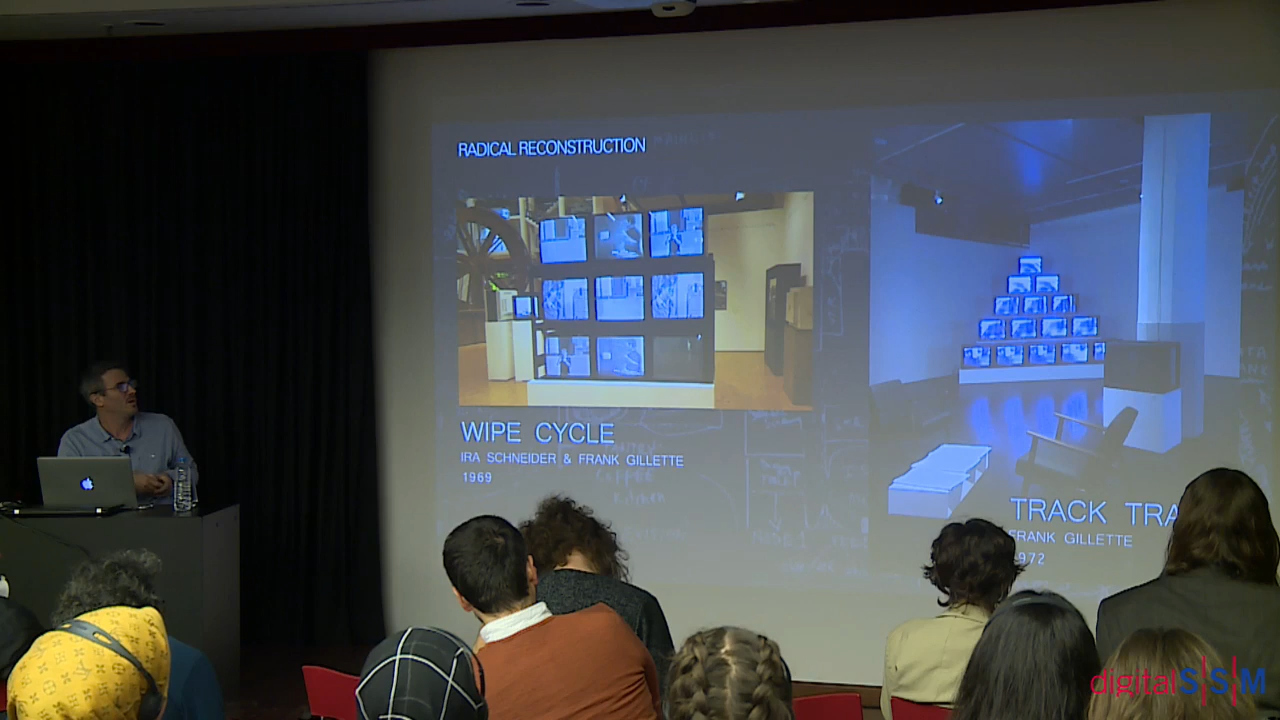 RADICAL RECONSTRUCTION
WIPE CYCLE
IRA SCHNEIDER & FRANK GILLETTE
1969
TRACK TRA
FRANK GILLETTE
972
digitalSSM